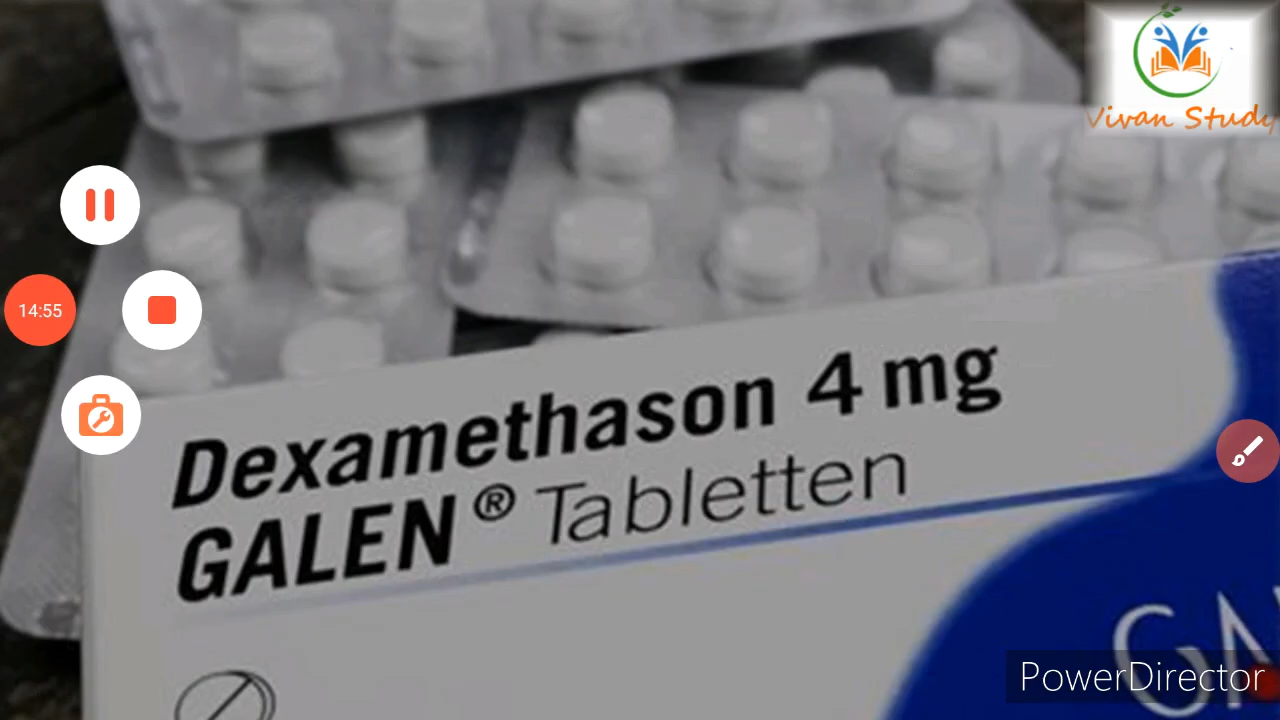 Vivan Study
14:55
Dexamethason 4 mg
GALEN® Tabletten
PowerDirector